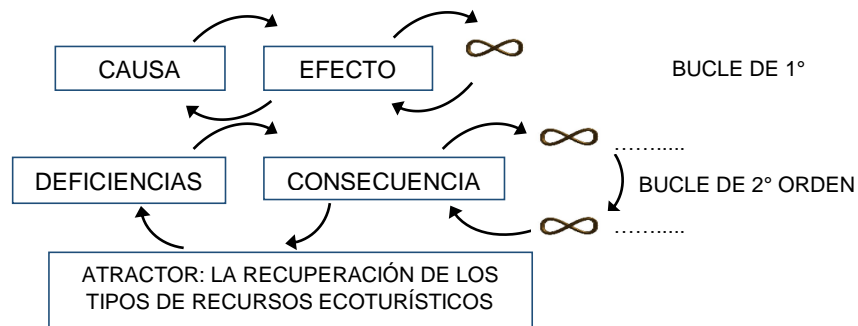 CAUSA
EFECTO
BUCLE DE 1°
DEFICIENCIAS
CONSECUENCIA
…….....
BUCLE DE 2° ORDEN
…….....
ATRACTOR: LA RECUPERACIÓN DE LOS
TIPOS DE RECURSOS ECOTURÍSTICOS